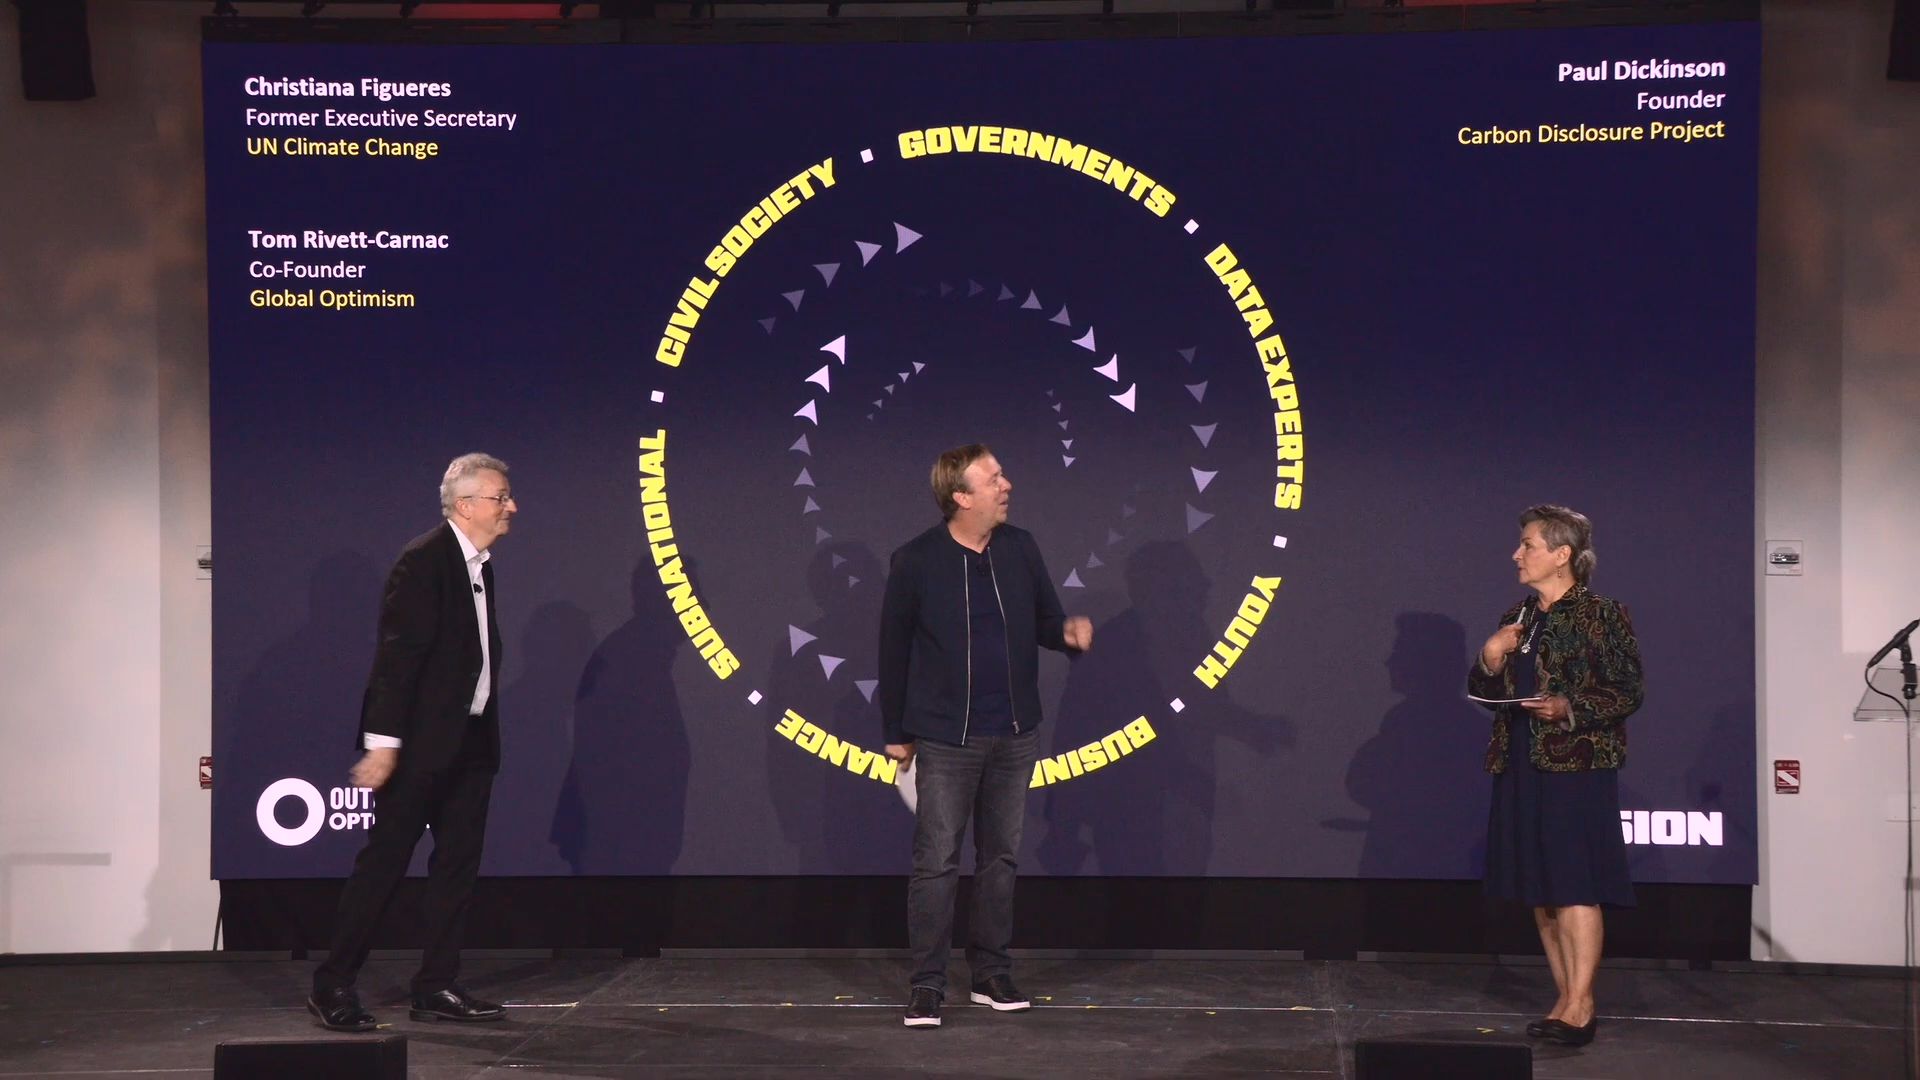 Christiana Figueres
Former Executive Secretary
UN Climate Change
Tom Rivett-Carnac
Co-Founder
Global Optimism
Paul Dickinson
Founder
Carbon Disclosure Project
GOVERNMENTS
DATA EXPERTS
YOUTH
SUBNATIONAL
CIVIL SOCIETY